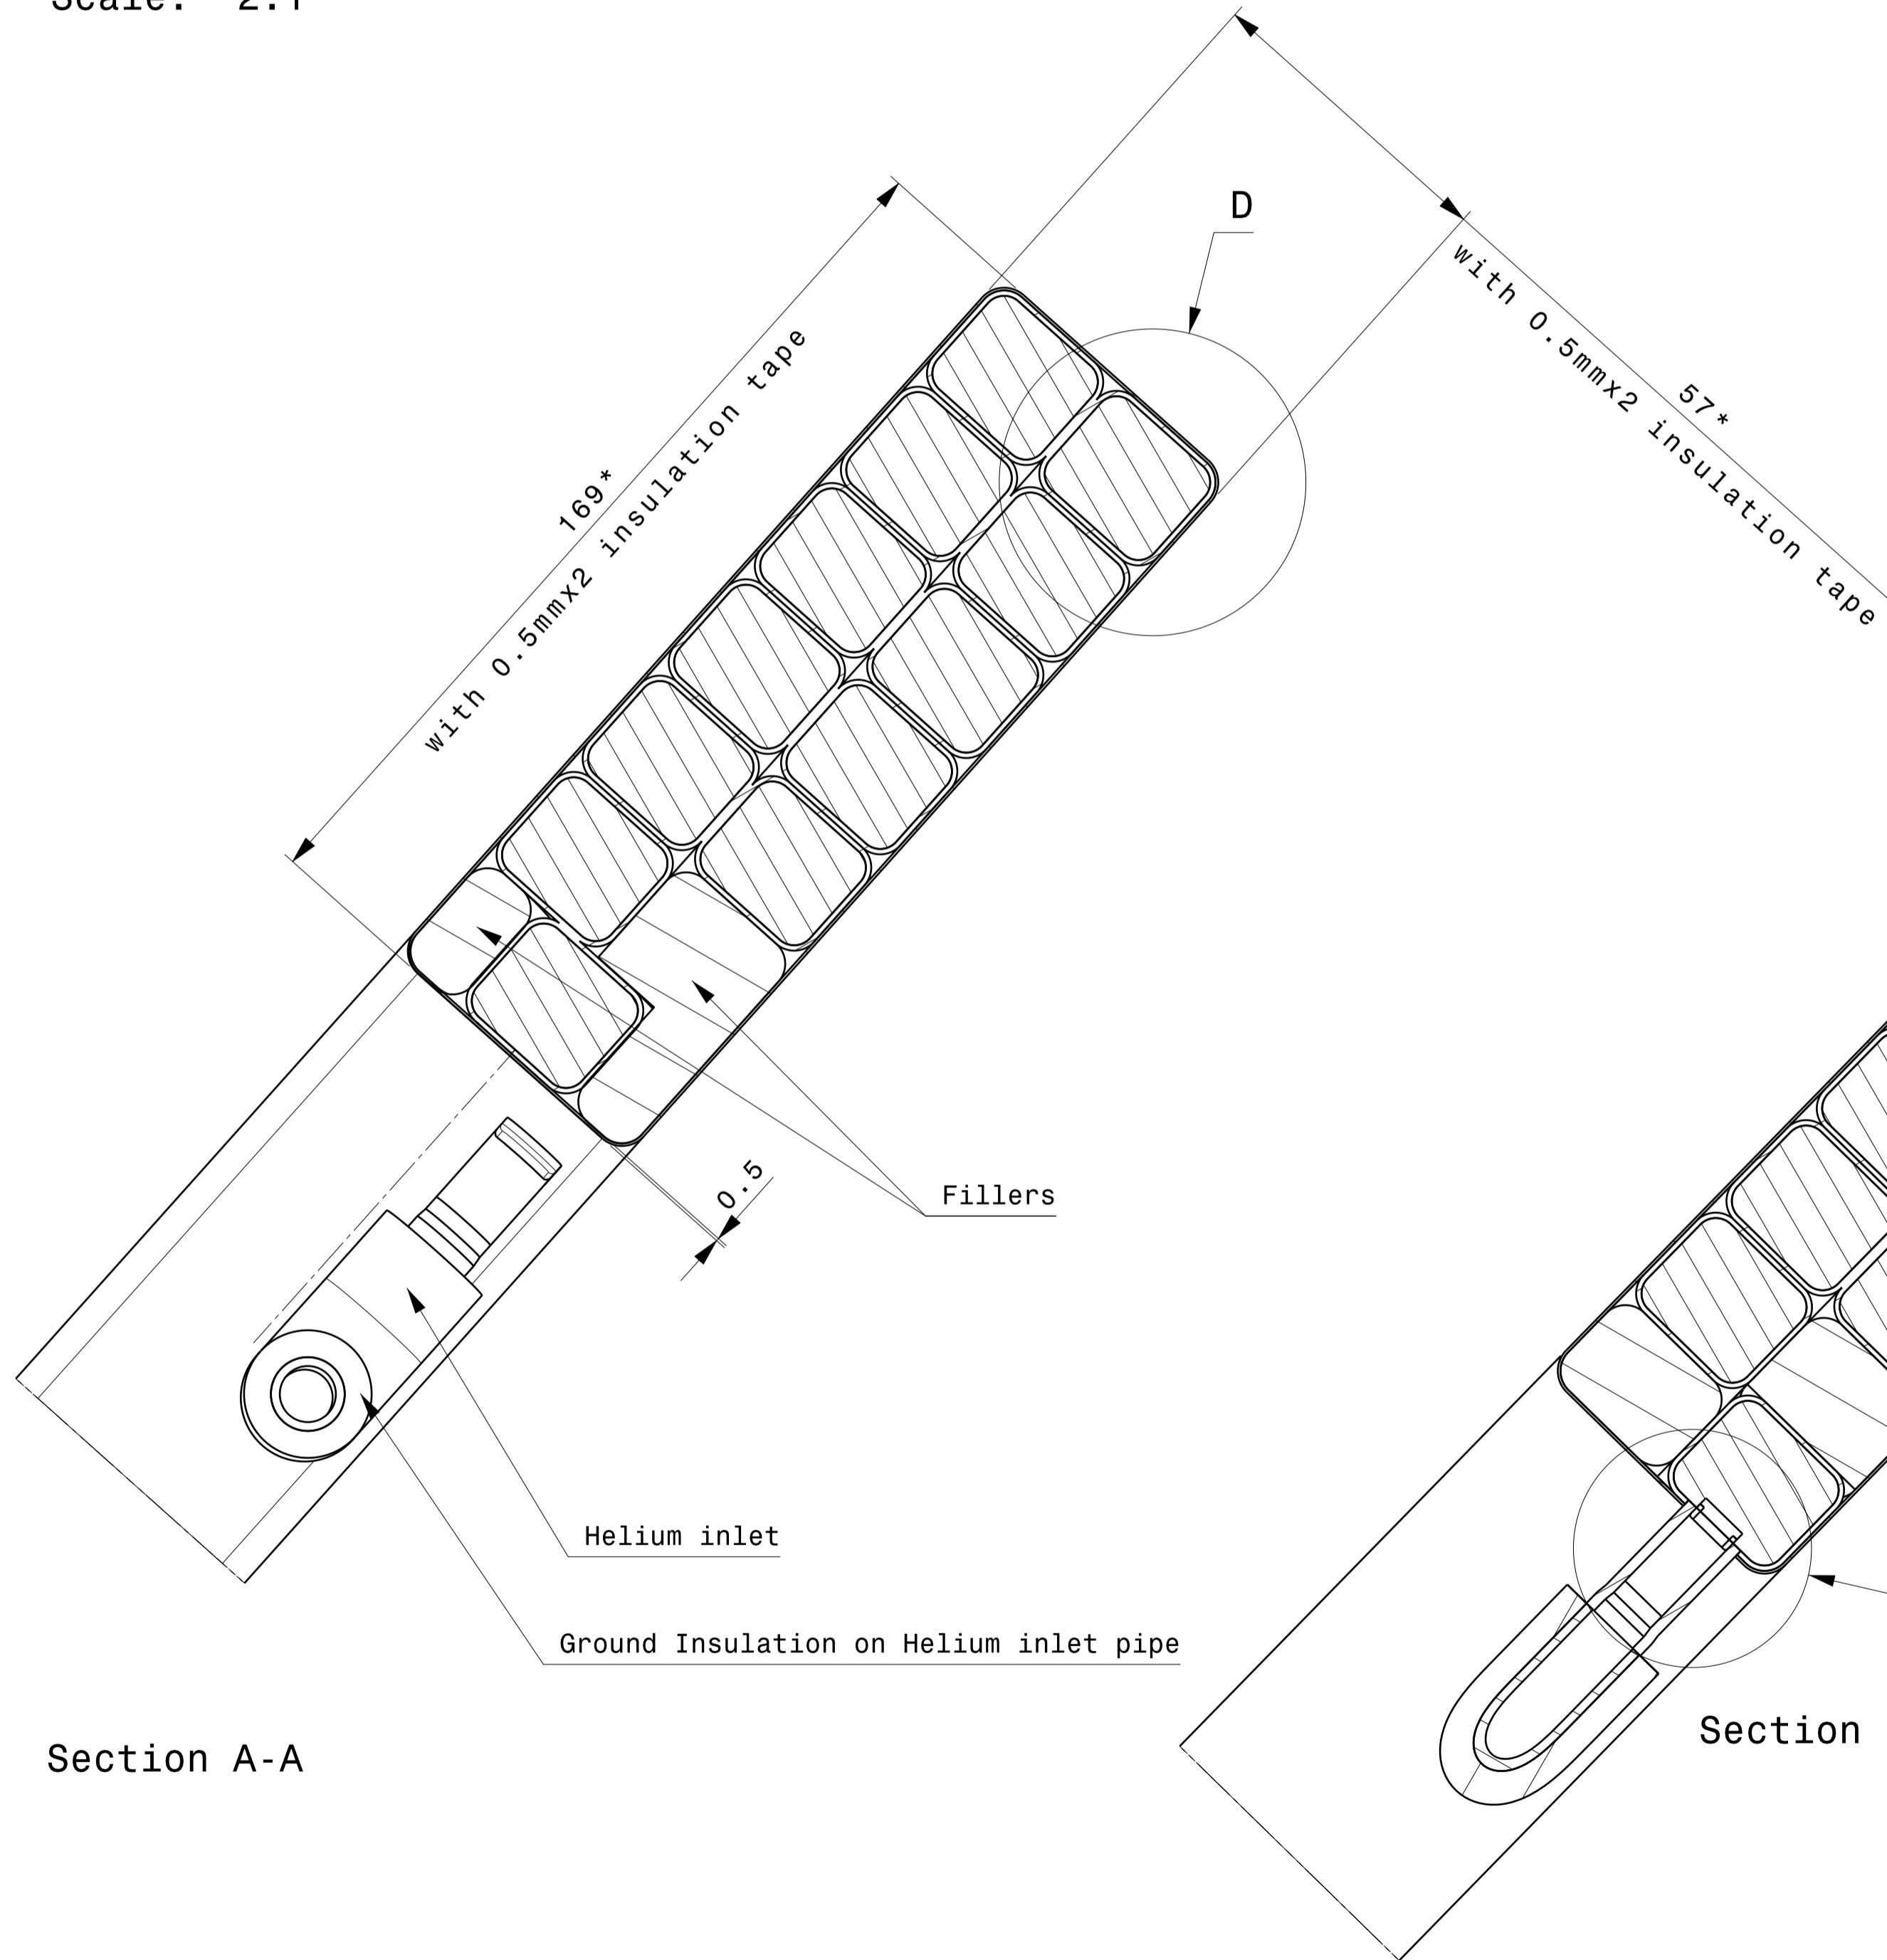 Scale: 2:1
D
169*
with 0.5mmx2 insulation tape
57*
with 0.5mmx2 insulation tape
0.5
Fillers
Helium inlet
Ground Insulation on Helium inlet pipe
Section A-A
Section